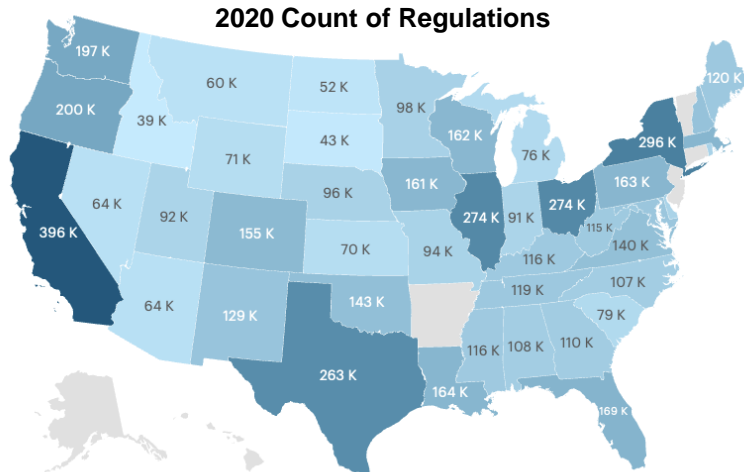 2020 Count of Regulations
197 K
60 K
52 K
98 K
120 K
200 K
39 K
43 K
162 K
76 K
296 K
71 K
96 K
161 K
163 K
64 K
92 K
155 K
274 K
91 K
274 K
396 K
70 K
94 K
115 K
140 K
116 K
64 K
129 K
143 K
119 K
107 K
79 K
263 K
116 K
108 K
110 K
164 K
169 K